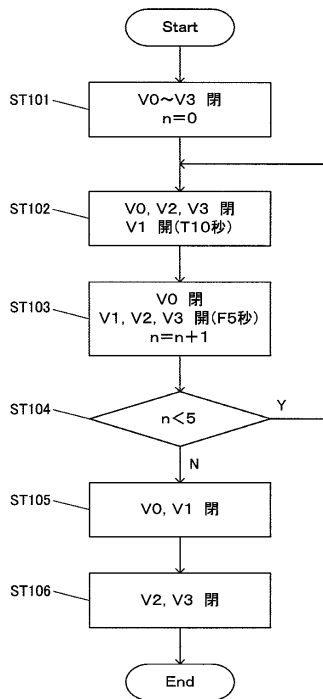 Start
ST101
V0～V3 閉
n＝0
ST102
V0, V2, V3 閉
V1 開(T10秒)
ST103
V0 閉
V1, V2, V3 開(F5秒)
n＝n＋1
ST104
n＜5
Y
N
ST105
V0, V1 閉
ST106
V2, V3 閉
End